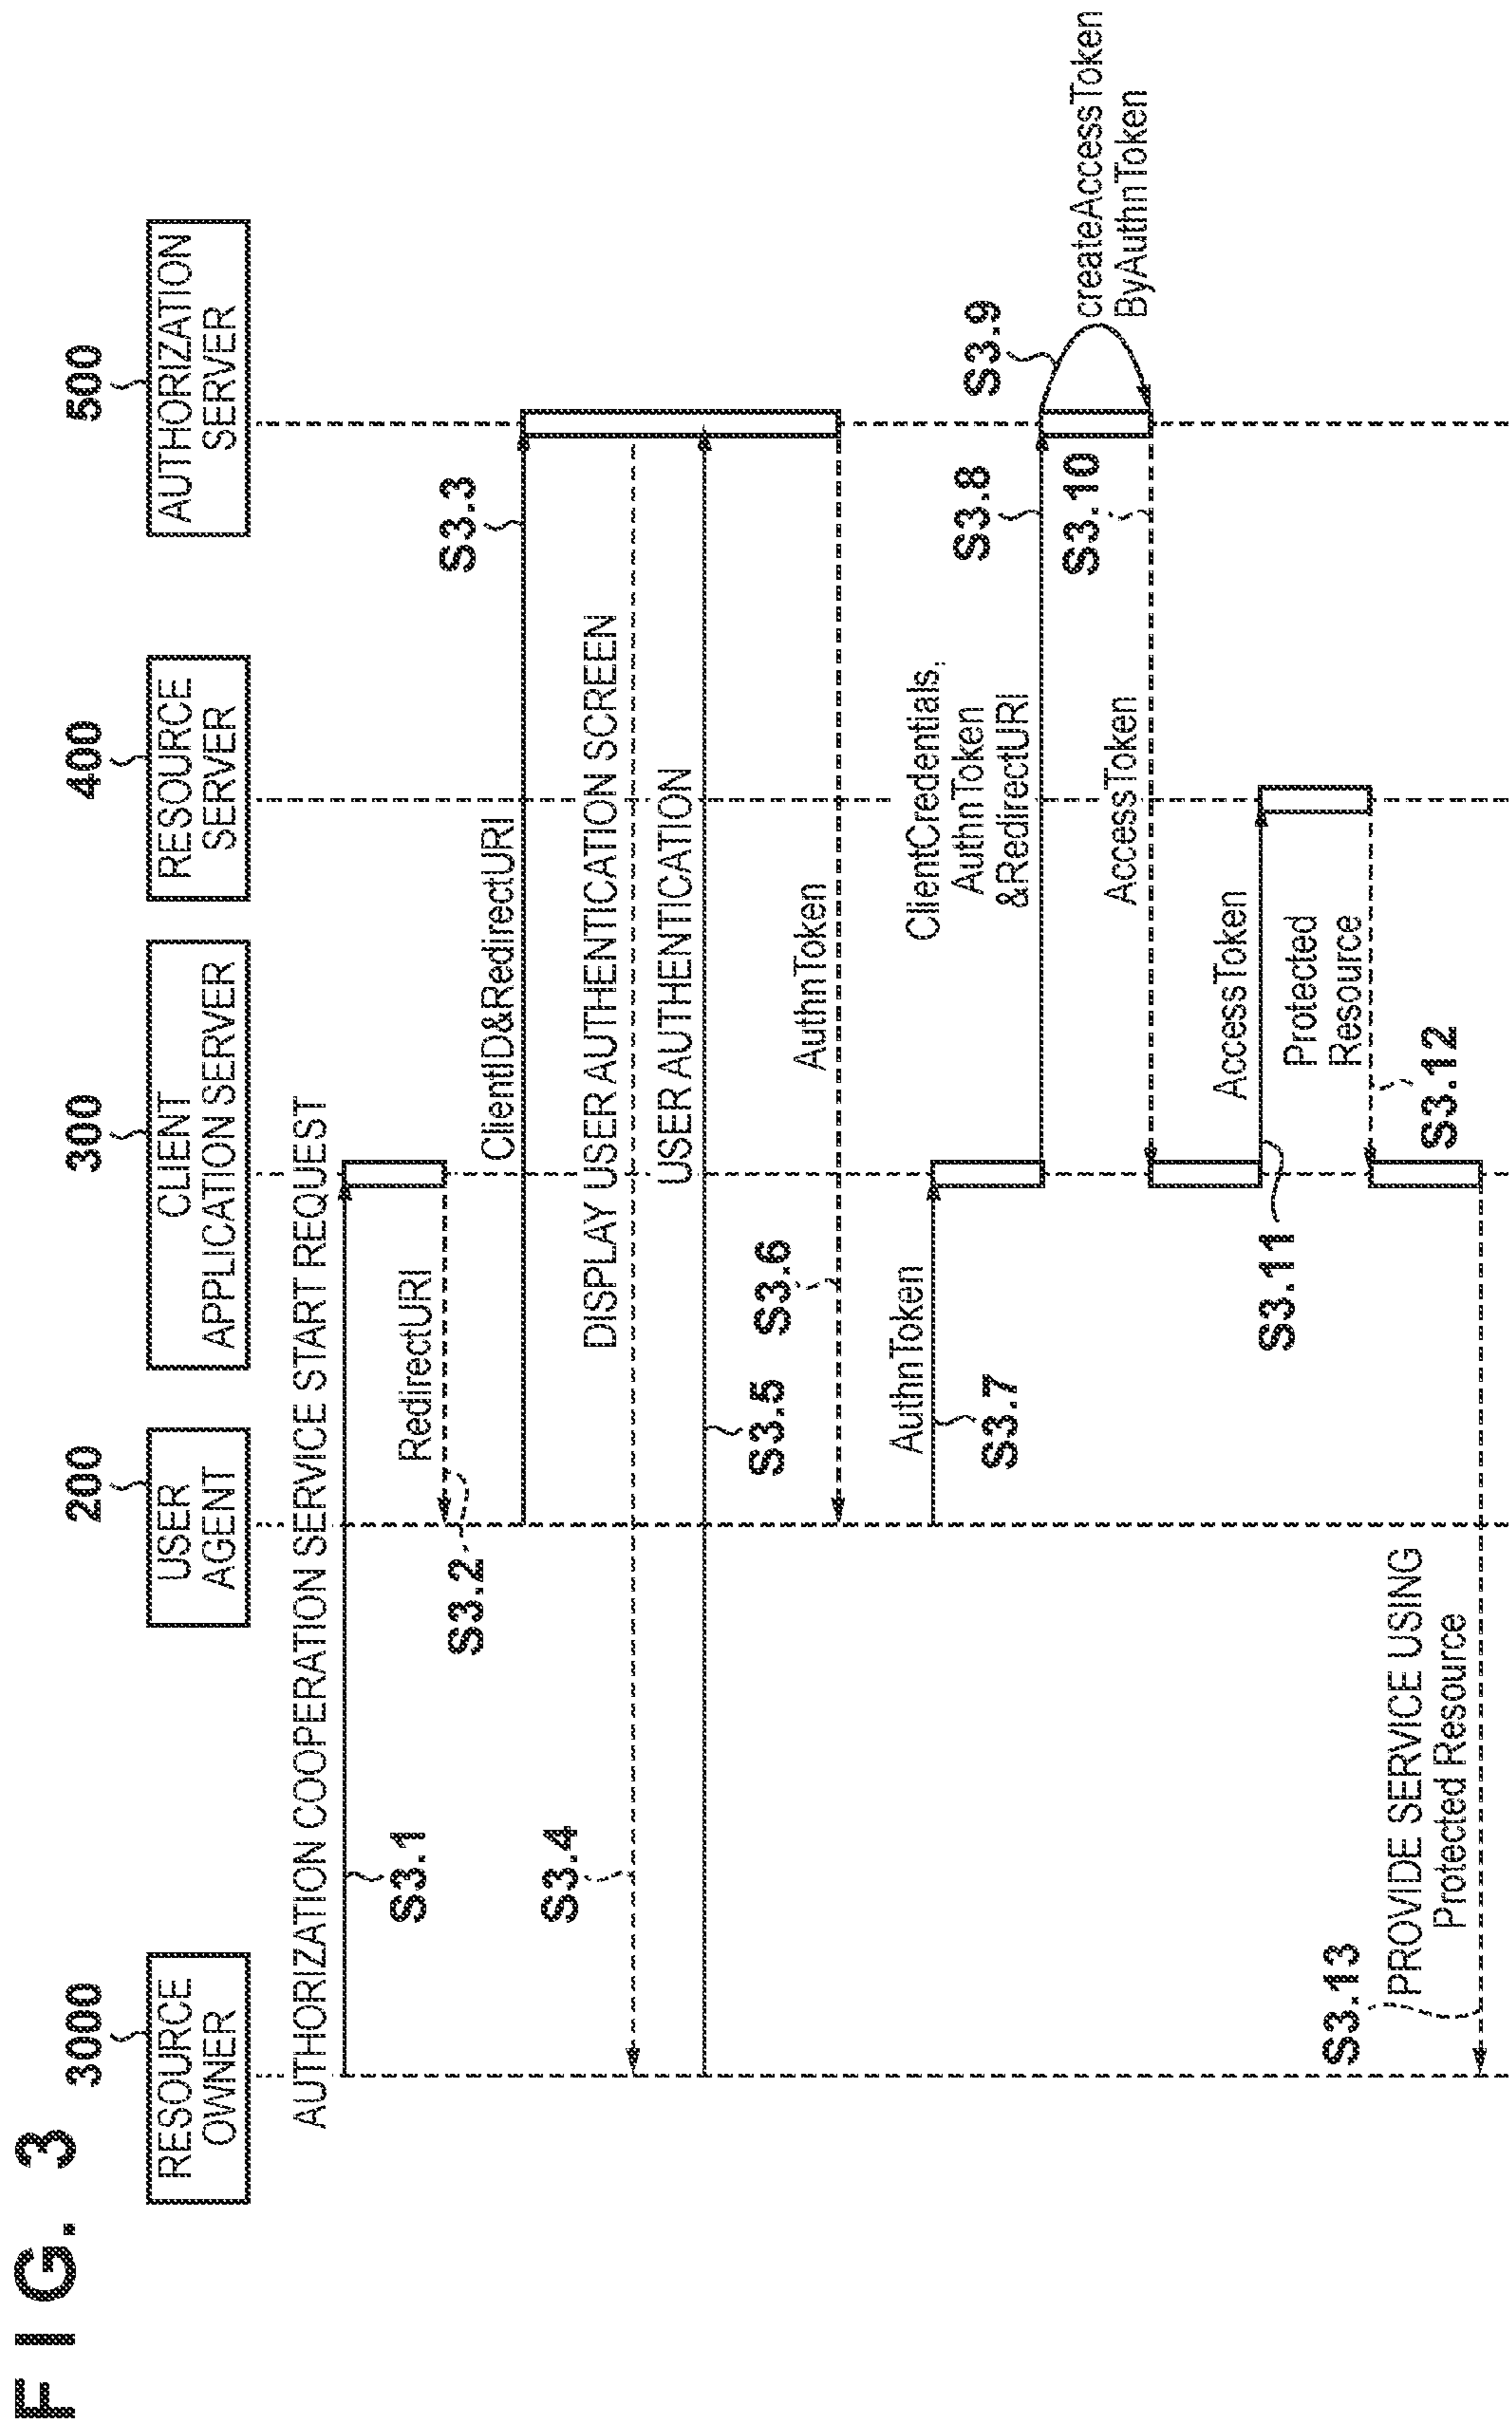 FIG. 3
3000
RESOURCE
OWNER
200
USER
AGENT
300
CLIENT
APPLICATION SERVER
400
RESOURCE
SERVER
500
AUTHORIZATION
SERVER
AUTHORIZATION COOPERATION SERVICE START REQUEST
S3.1
RedirectURI
S3.2
S3.3
ClientID&RedirectURI
DISPLAY USER AUTHENTICATION SCREEN
S3.4
USER AUTHENTICATION
S3.5
S3.6
AuthnToken
AuthnToken
S3.7
ClientCredentials,
AuthnToken
&RedirectURI
S3.8
S3.9
createAccessToken
ByAuthnToken
S3.10
AccessToken
AccessToken
S3.11
Protected
Resource
S3.12
S3.13
PROVIDE SERVICE USING
Protected Resource